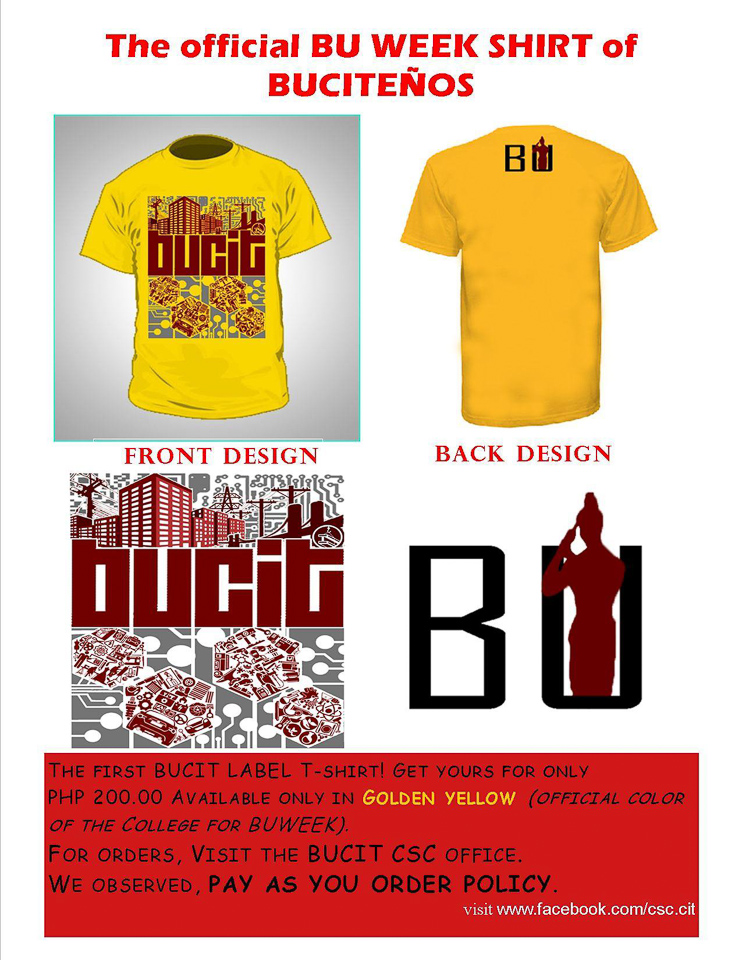 The official BU WEEK SHIRT of
BUCITEÑOS
bucit
BU
FRONT DESIGN
BACK DESIGN
bucit
BU
The first BUCIT LABEL T-shirt! Get yours for only
PHP 200.00 Available only in Golden yellow (official color
of the College for BUWEEK).
For orders, Visit the BUCIT CSC office.
We observed, pay as you order policy.
visit www.facebook.com/csc.cit